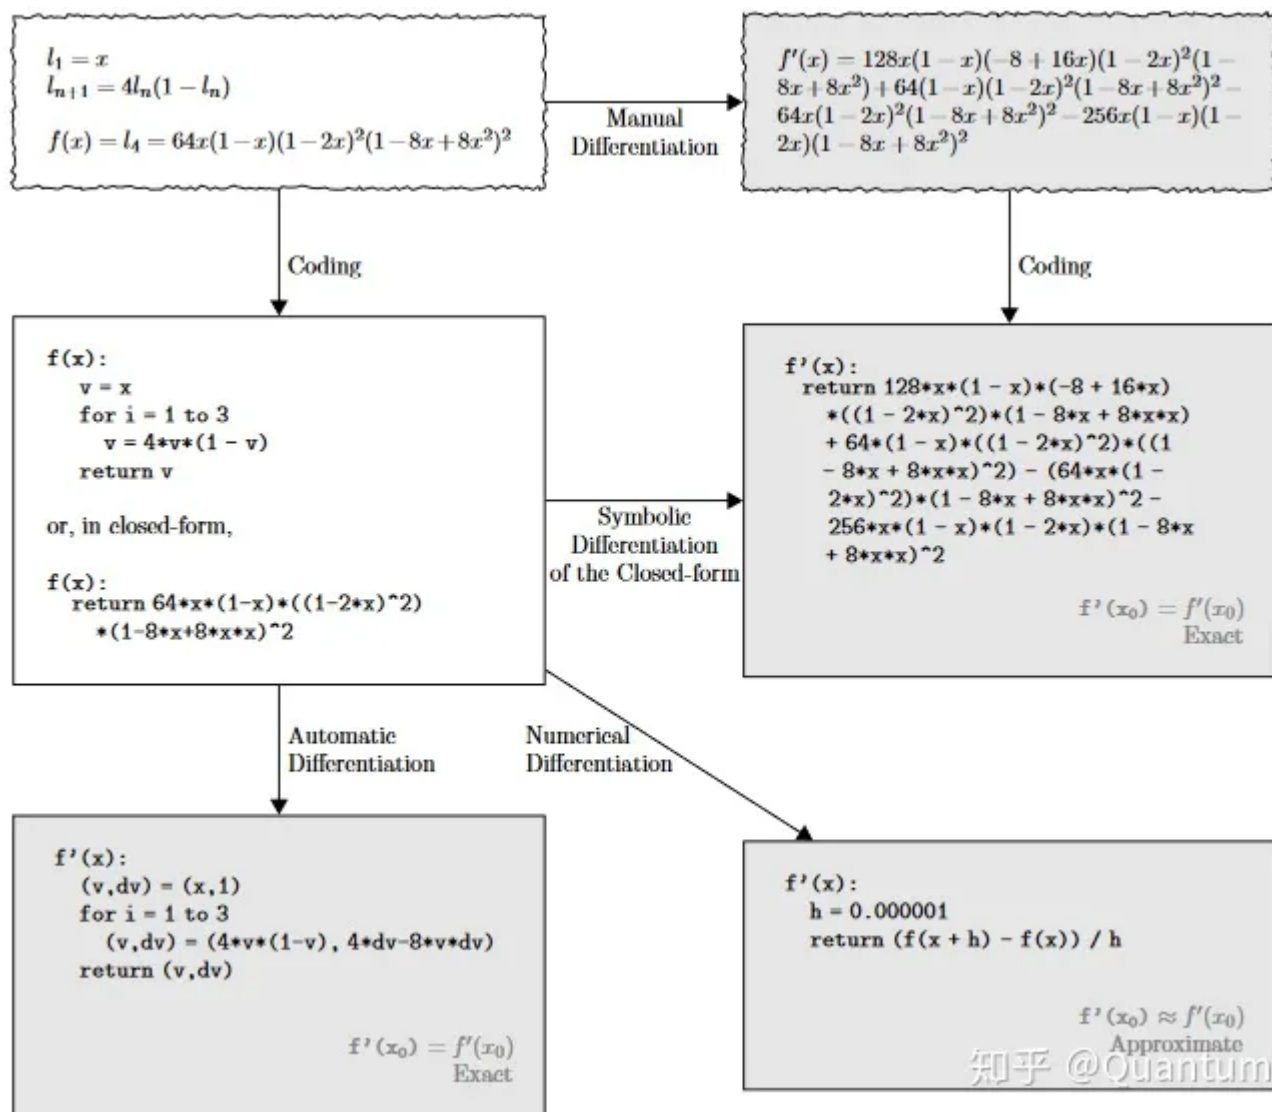 l₁ = x
lₙ₊₁ = 4lₙ(1 − lₙ)
f(x) = l₄ = 64x(1−x)(1−2x)²(1−8x+8x²)²
Manual
Differentiation
f′(x) = 128x(1 − x)(−8 + 16x)(1 − 2x)²(1 −
8x + 8x²) + 64(1 − x)(1 − 2x)²(1 − 8x + 8x²)² −
64x(1 − 2x)²(1 − 8x + 8x²)² − 256x(1 − x)(1 −
2x)(1 − 8x + 8x²)²
Coding
Coding
f(x):
v = x
for i = 1 to 3
v = 4*v*(1 - v)
return v
or, in closed-form,
f(x):
return 64*x*(1-x)*((1-2*x)^2)
*(1-8*x+8*x*x)^2
Symbolic
Differentiation
of the Closed-form
f'(x):
return 128*x*(1 - x)*(-8 + 16*x)
*((1 - 2*x)^2)*(1 - 8*x + 8*x*x)
+ 64*(1 - x)*((1 - 2*x)^2)*((1
- 8*x + 8*x*x)^2) - (64*x*(1 -
2*x)^2)*(1 - 8*x + 8*x*x)^2 -
256*x*(1 - x)*(1 - 2*x)*(1 - 8*x
+ 8*x*x)^2
f'(x₀) = f′(x₀)
Exact
Automatic
Differentiation
Numerical
Differentiation
f'(x):
(v,dv) = (x,1)
for i = 1 to 3
(v,dv) = (4*v*(1-v), 4*dv-8*v*dv)
return (v,dv)
f'(x₀) = f′(x₀)
Exact
f'(x):
h = 0.000001
return (f(x + h) - f(x)) / h
f'(x₀) ≈ f′(x₀)
Approximate
知乎 @Quantum